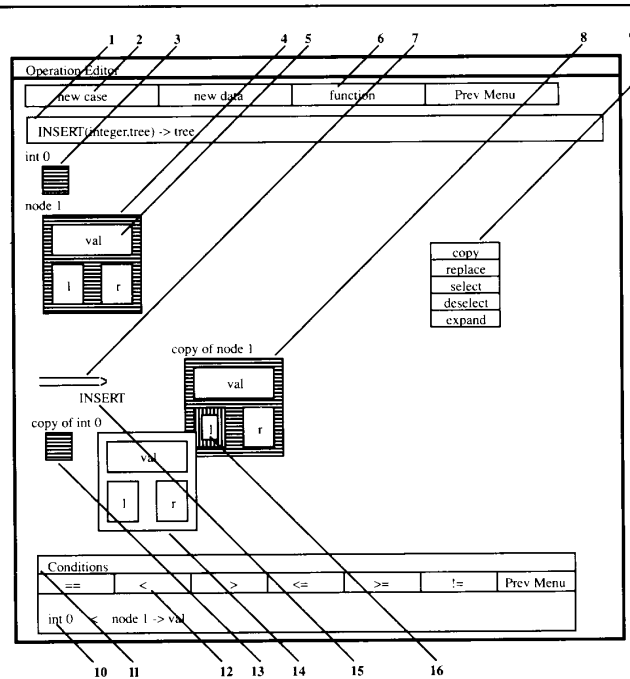 1 2 3 4 5 6 7 8
Operation Editor
new case new data function Prev Menu
INSERT(integer,tree) -> tree
int 0
node 1
val
l r
copy
replace
select
deselect
expand
copy of node 1
val
l r
INSERT
copy of int 0
val
l r
Conditions
== < > <= >= != Prev Menu
int 0 < node 1 -> val
10 11 12 13 14 15 16